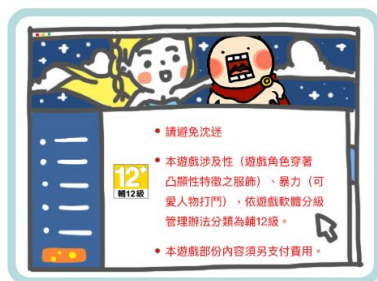 請避免沈迷
本遊戲涉及性（遊戲角色穿著
凸顯性特徵之服飾）、暴力（可
愛人物打鬥），依遊戲軟體分級
管理辦法分類為輔12級。
12+
輔12級
本遊戲部份內容須另支付費用。